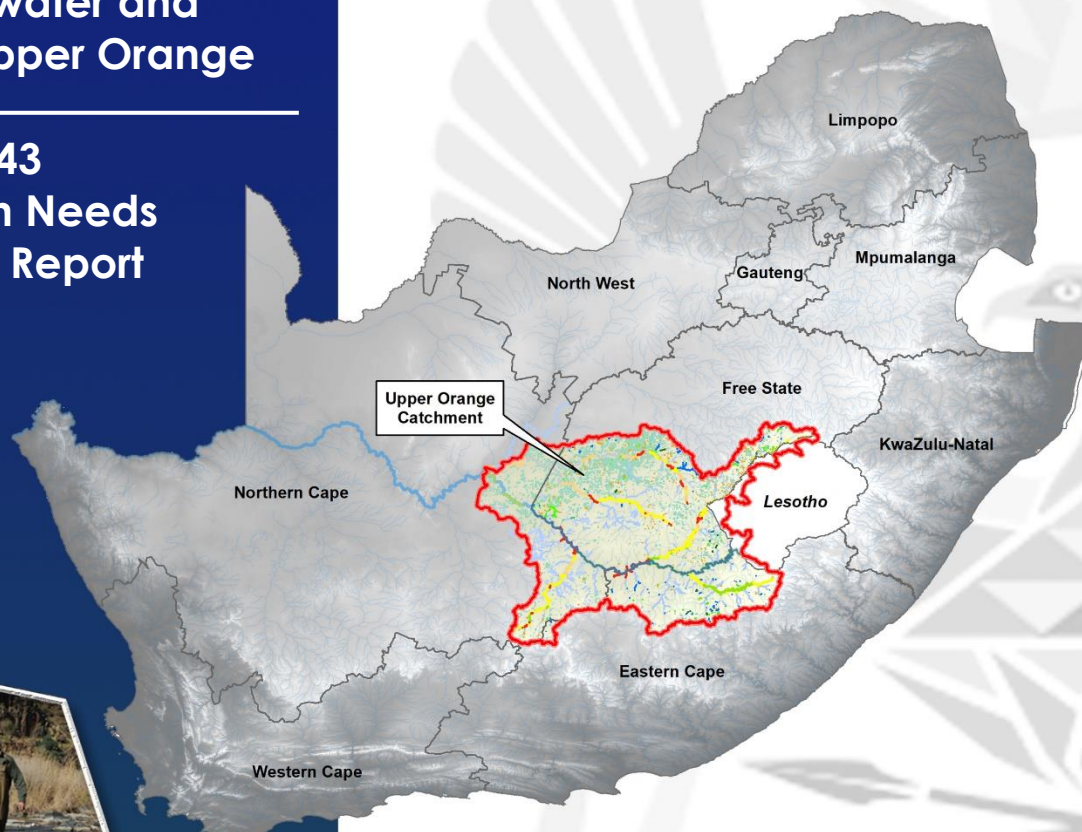 water and
pper Orange
43
n Needs
Report
Limpopo
Mpumalanga
Gauteng
North West
Free State
Upper Orange
Catchment
KwaZulu-Natal
Northern Cape
Lesotho
Eastern Cape
Western Cape